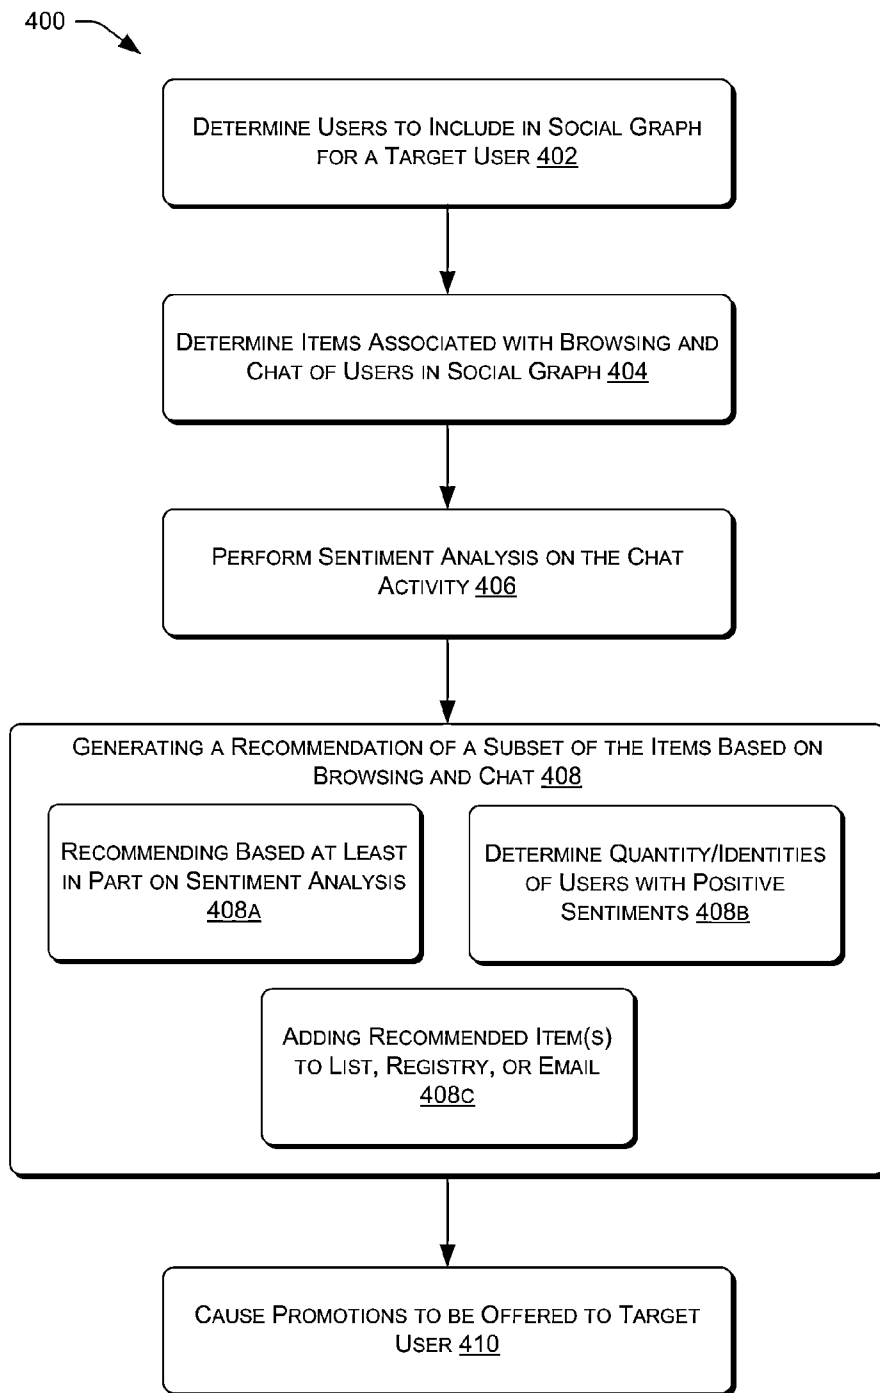 400
DETERMINE USERS TO INCLUDE IN SOCIAL GRAPH
FOR A TARGET USER 402
DETERMINE ITEMS ASSOCIATED WITH BROWSING AND
CHAT OF USERS IN SOCIAL GRAPH 404
PERFORM SENTIMENT ANALYSIS ON THE CHAT
ACTIVITY 406
GENERATING A RECOMMENDATION OF A SUBSET OF THE ITEMS BASED ON
BROWSING AND CHAT 408
RECOMMENDING BASED AT LEAST
IN PART ON SENTIMENT ANALYSIS
408A
DETERMINE QUANTITY/IDENTITIES
OF USERS WITH POSITIVE
SENTIMENTS 408B
ADDING RECOMMENDED ITEM(S)
TO LIST, REGISTRY, OR EMAIL
408C
CAUSE PROMOTIONS TO BE OFFERED TO TARGET
USER 410